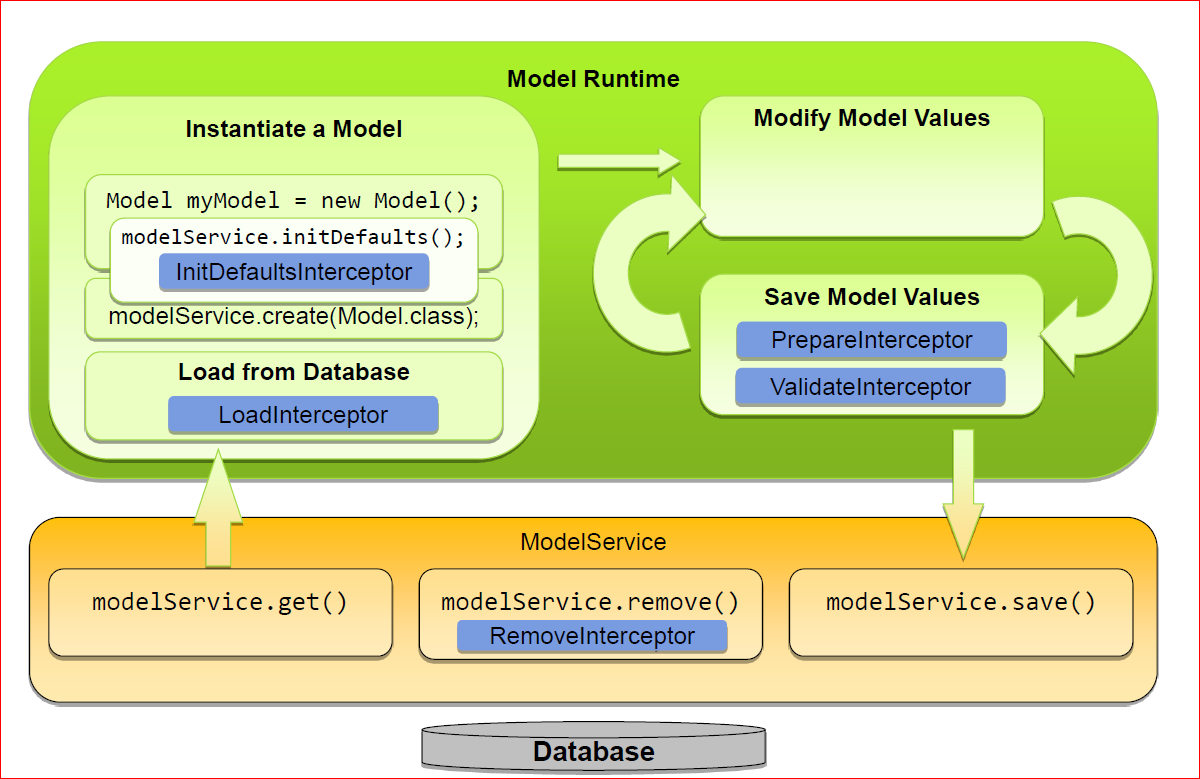 Model Runtime
Instantiate a Model
Model myModel = new Model();
modelService.initDefaults();
InitDefaultsInterceptor
modelService.create(Model.class);
Load from Database
LoadInterceptor
Modify Model Values
Save Model Values
PrepareInterceptor
ValidateInterceptor
ModelService
modelService.get()
modelService.remove()
RemoveInterceptor
modelService.save()
Database